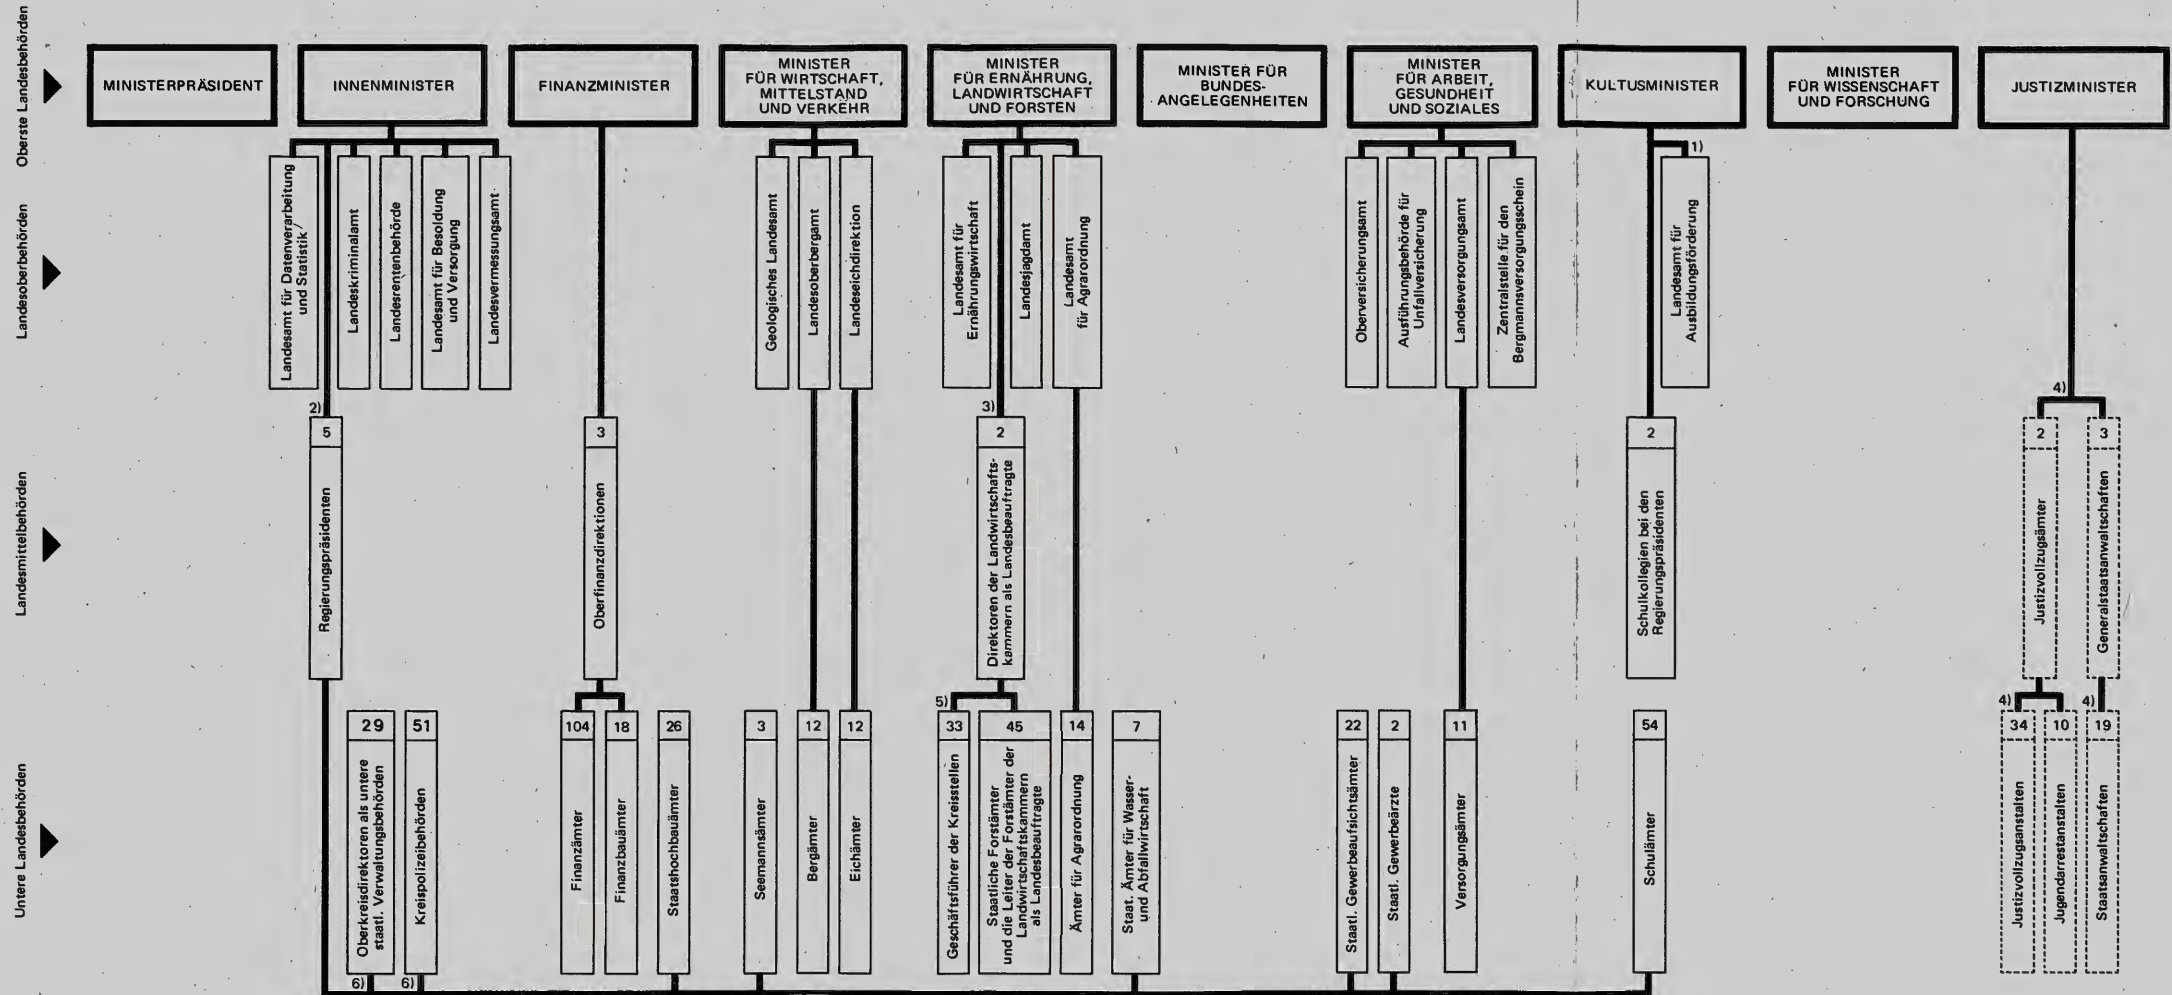 Oberste Landesbehörden
MINISTERPRÄSIDENT
INNENMINISTER
FINANZMINISTER
MINISTER
FÜR WIRTSCHAFT,
MITTELSTAND
UND VERKEHR
MINISTER
FÜR ERNÄHRUNG,
LANDWIRTSCHAFT
UND FORSTEN
MINISTER FÜR
BUNDES-
ANGELEGENHEITEN
MINISTER
FÜR ARBEIT,
GESUNDHEIT
UND SOZIALES
KULTUSMINISTER
MINISTER
FÜR WISSENSCHAFT
UND FORSCHUNG
JUSTIZMINISTER
Landesoberbehörden
Landesamt für Datenverarbeitung
und Statistik
Landeskriminalamt
Landesrentenbehörde
Landesamt für Besoldung
und Versorgung
Landesvermessungsamt
Geologisches Landesamt
Landesoberbergamt
Landeseichdirektion
Landesamt für
Ernährungswirtschaft
Landesjagdamt
Landesamt
für Agrarordnung
Oberversicherungsamt
Ausführungsbehörde für
Unfallversicherung
Landesversorgungsamt
Zentralstelle für den
Bergmannsversorgungsschein
1)
Landesamt für
Ausbildungsförderung
Landesmittelbehörden
2)
5
Regierungspräsidenten
3
Oberfinanzdirektionen
3)
2
Direktoren der Landwirtschafts-
kammern als Landesbeauftragte
2
Schulkollegien bei den
Regierungspräsidenten
4)
2
Justizvollzugsämter
3
Generalstaatsanwaltschaften
Untere Landesbehörden
29
Oberkreisdirektoren als untere
staatl. Verwaltungsbehörden
6)
51
Kreispolizeibehörden
6)
104
Finanzämter
18
Finanzbauämter
26
Staatshochbauämter
3
Seemannsämter
12
Bergämter
12
Eichämter
5)
33
Geschäftsführer der Kreisstellen
45
Staatliche Forstämter
und die Leiter der Forstämter der
Landwirtschaftskammern
als Landesbeauftragte
14
Ämter für Agrarordnung
7
Staat. Ämter für Wasser-
und Abfallwirtschaft
22
Staatl. Gewerbeaufsichtsämter
2
Staatl. Gewerbeärzte
11
Versorgungsämter
54
Schulämter
4)
34
Justizvollzugsanstalten
10
Jugendarrestanstalten
4)
19
Staatsanwaltschaften